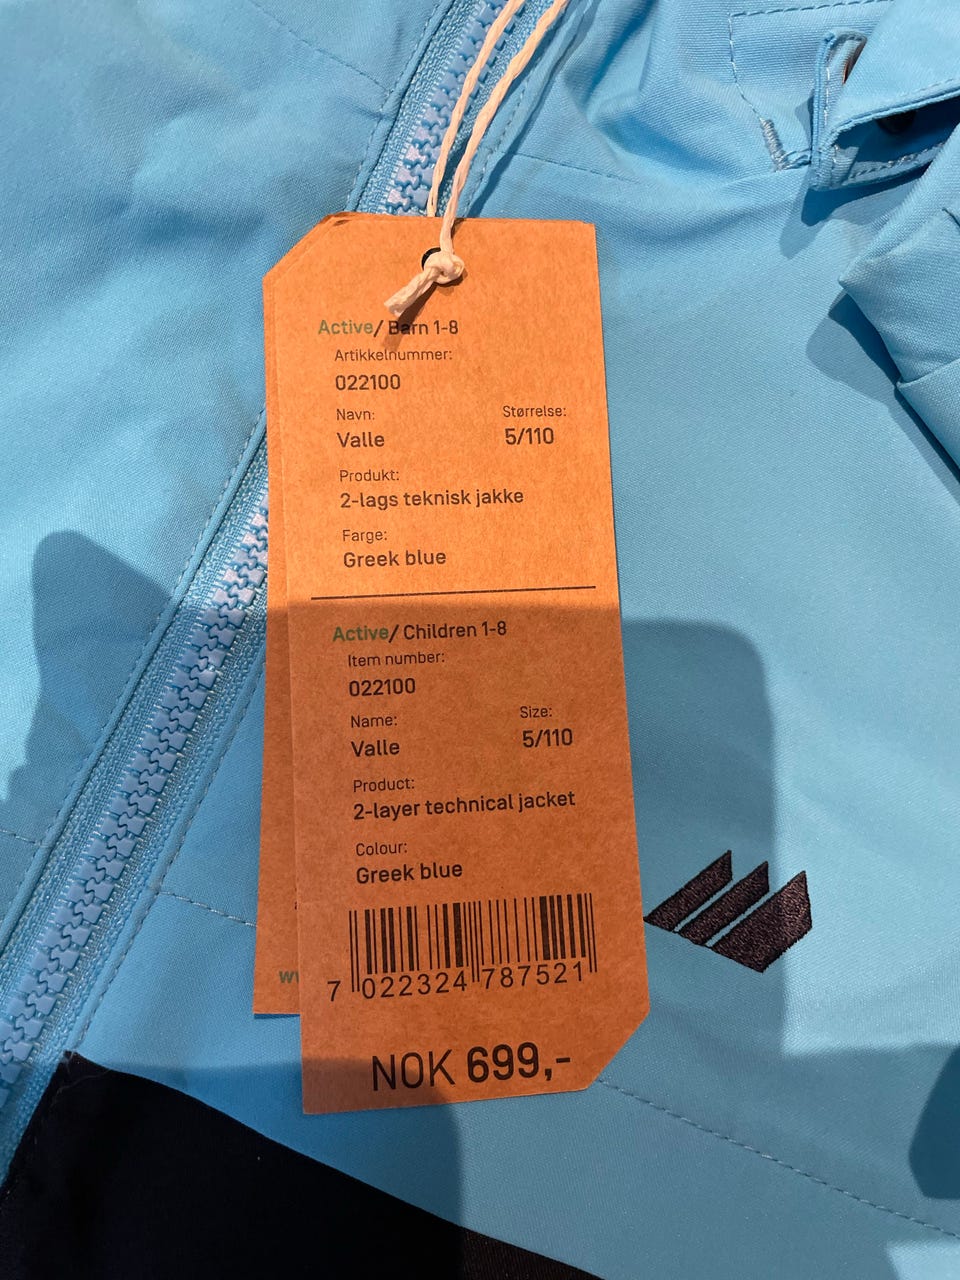 Active/ Barn 1-8
Artikkelnummer:
022100
Navn: Størrelse:
Valle 5/110
Produkt:
2-lags teknisk jakke
Farge:
Greek blue
Active/ Children 1-8
Item number:
022100
Name: Size:
Valle 5/110
Product:
2-layer technical jacket
Colour:
Greek blue
7 022324 787521
NOK 699,-